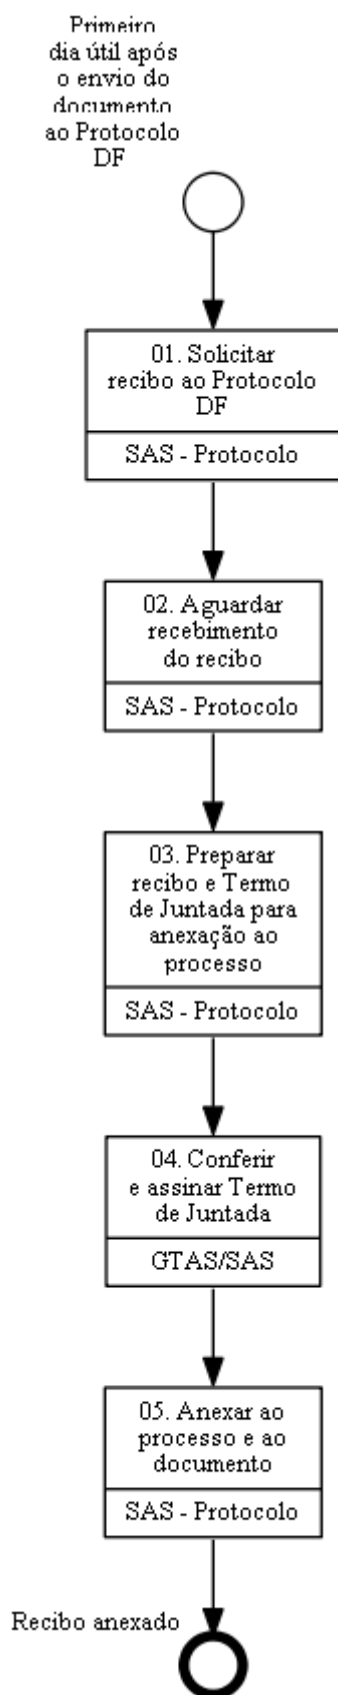 Primeiro
dia útil após
o envio do
documento
ao Protocolo
DF
01. Solicitar
recibo ao Protocolo
DF
SAS - Protocolo
02. Aguardar
recebimento
do recibo
SAS - Protocolo
03. Preparar
recibo e Termo
de Juntada para
anexação ao
processo
SAS - Protocolo
04. Conferir
e assinar Termo
de Juntada
GTAS/SAS
05. Anexar ao
processo e ao
documento
SAS - Protocolo
Recibo anexado